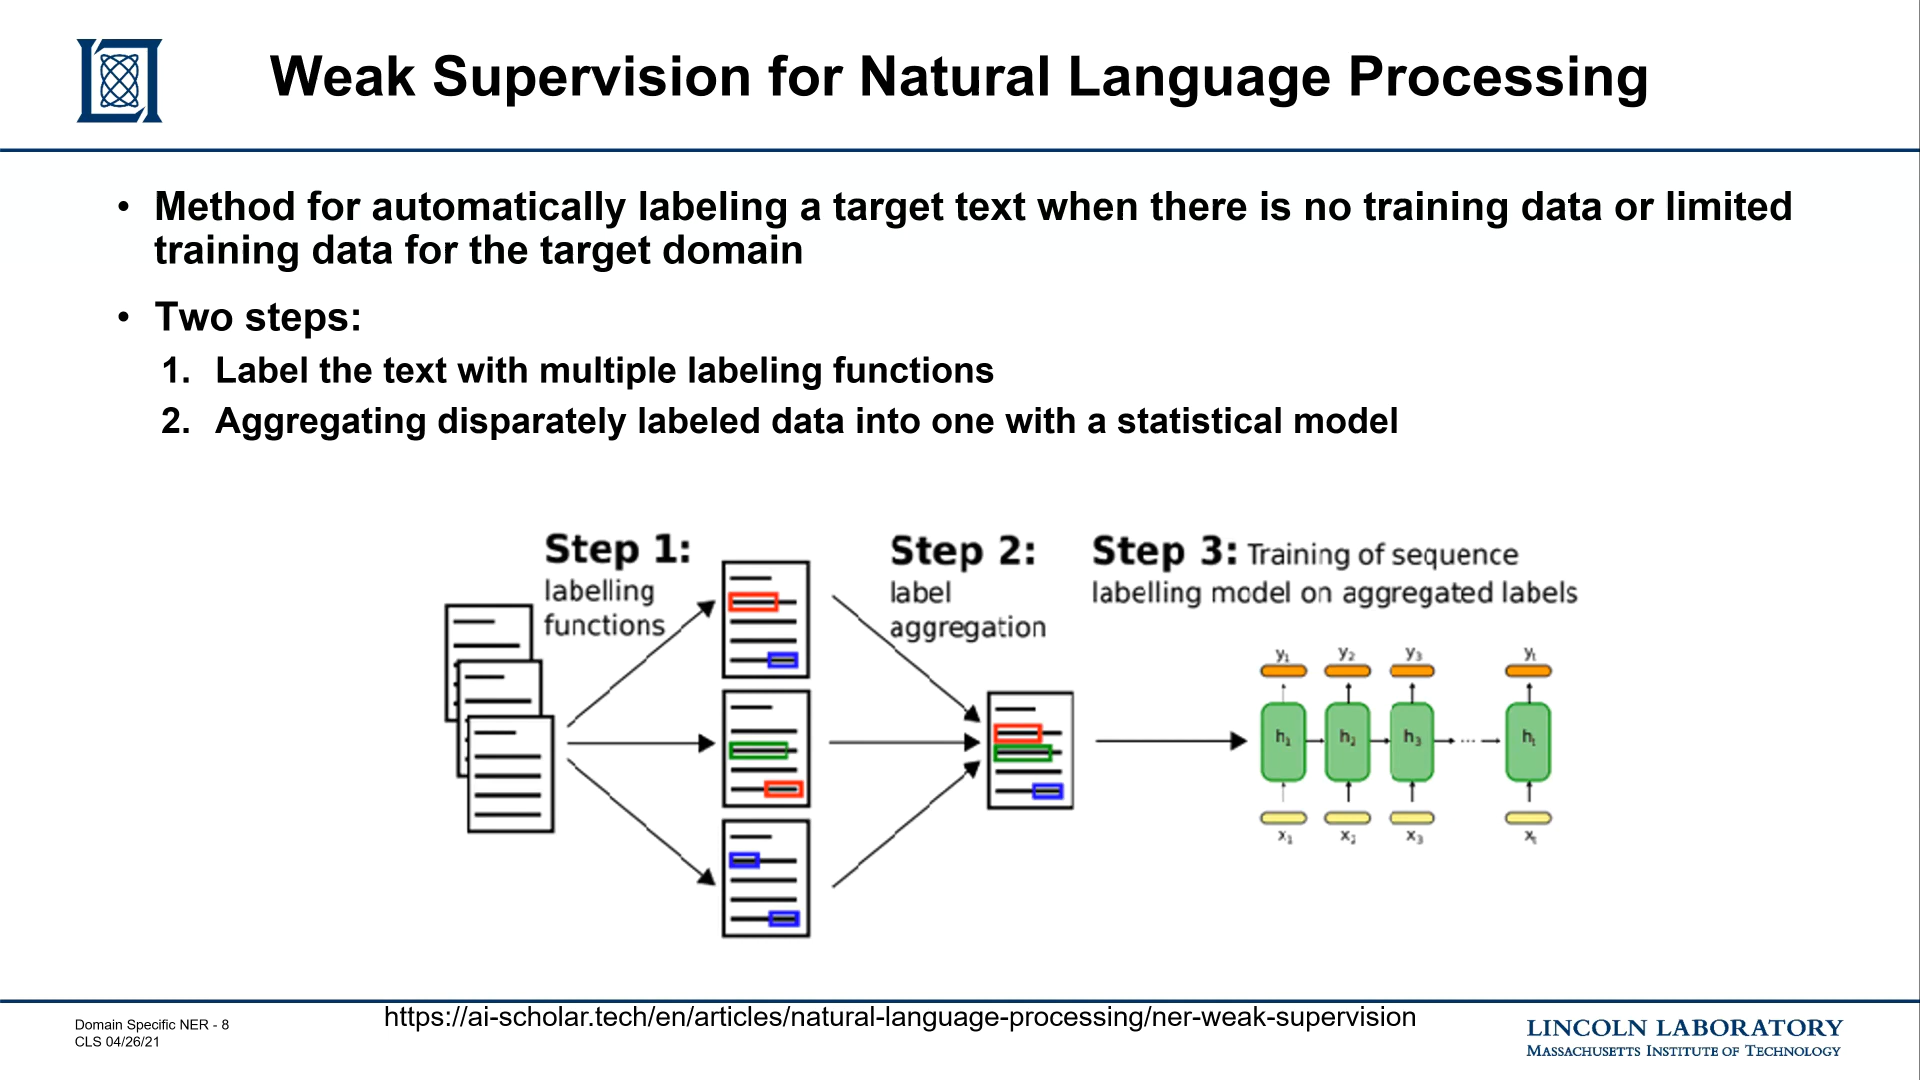 Weak Supervision for Natural Language Processing
• Method for automatically labeling a target text when there is no training data or limited
training data for the target domain
• Two steps:
1. Label the text with multiple labeling functions
2. Aggregating disparately labeled data into one with a statistical model
Step 1:
labelling
functions
Step 2:
label
aggregation
Step 3: Training of sequence
labelling model on aggregated labels
y₁ y₂ y₃ yₜ
h₁ h₂ h₃ ... hₜ
x₁ x₂ x₃ xₜ
https://ai-scholar.tech/en/articles/natural-language-processing/ner-weak-supervision
Domain Specific NER - 8
CLS 04/26/21
LINCOLN LABORATORY
MASSACHUSETTS INSTITUTE OF TECHNOLOGY